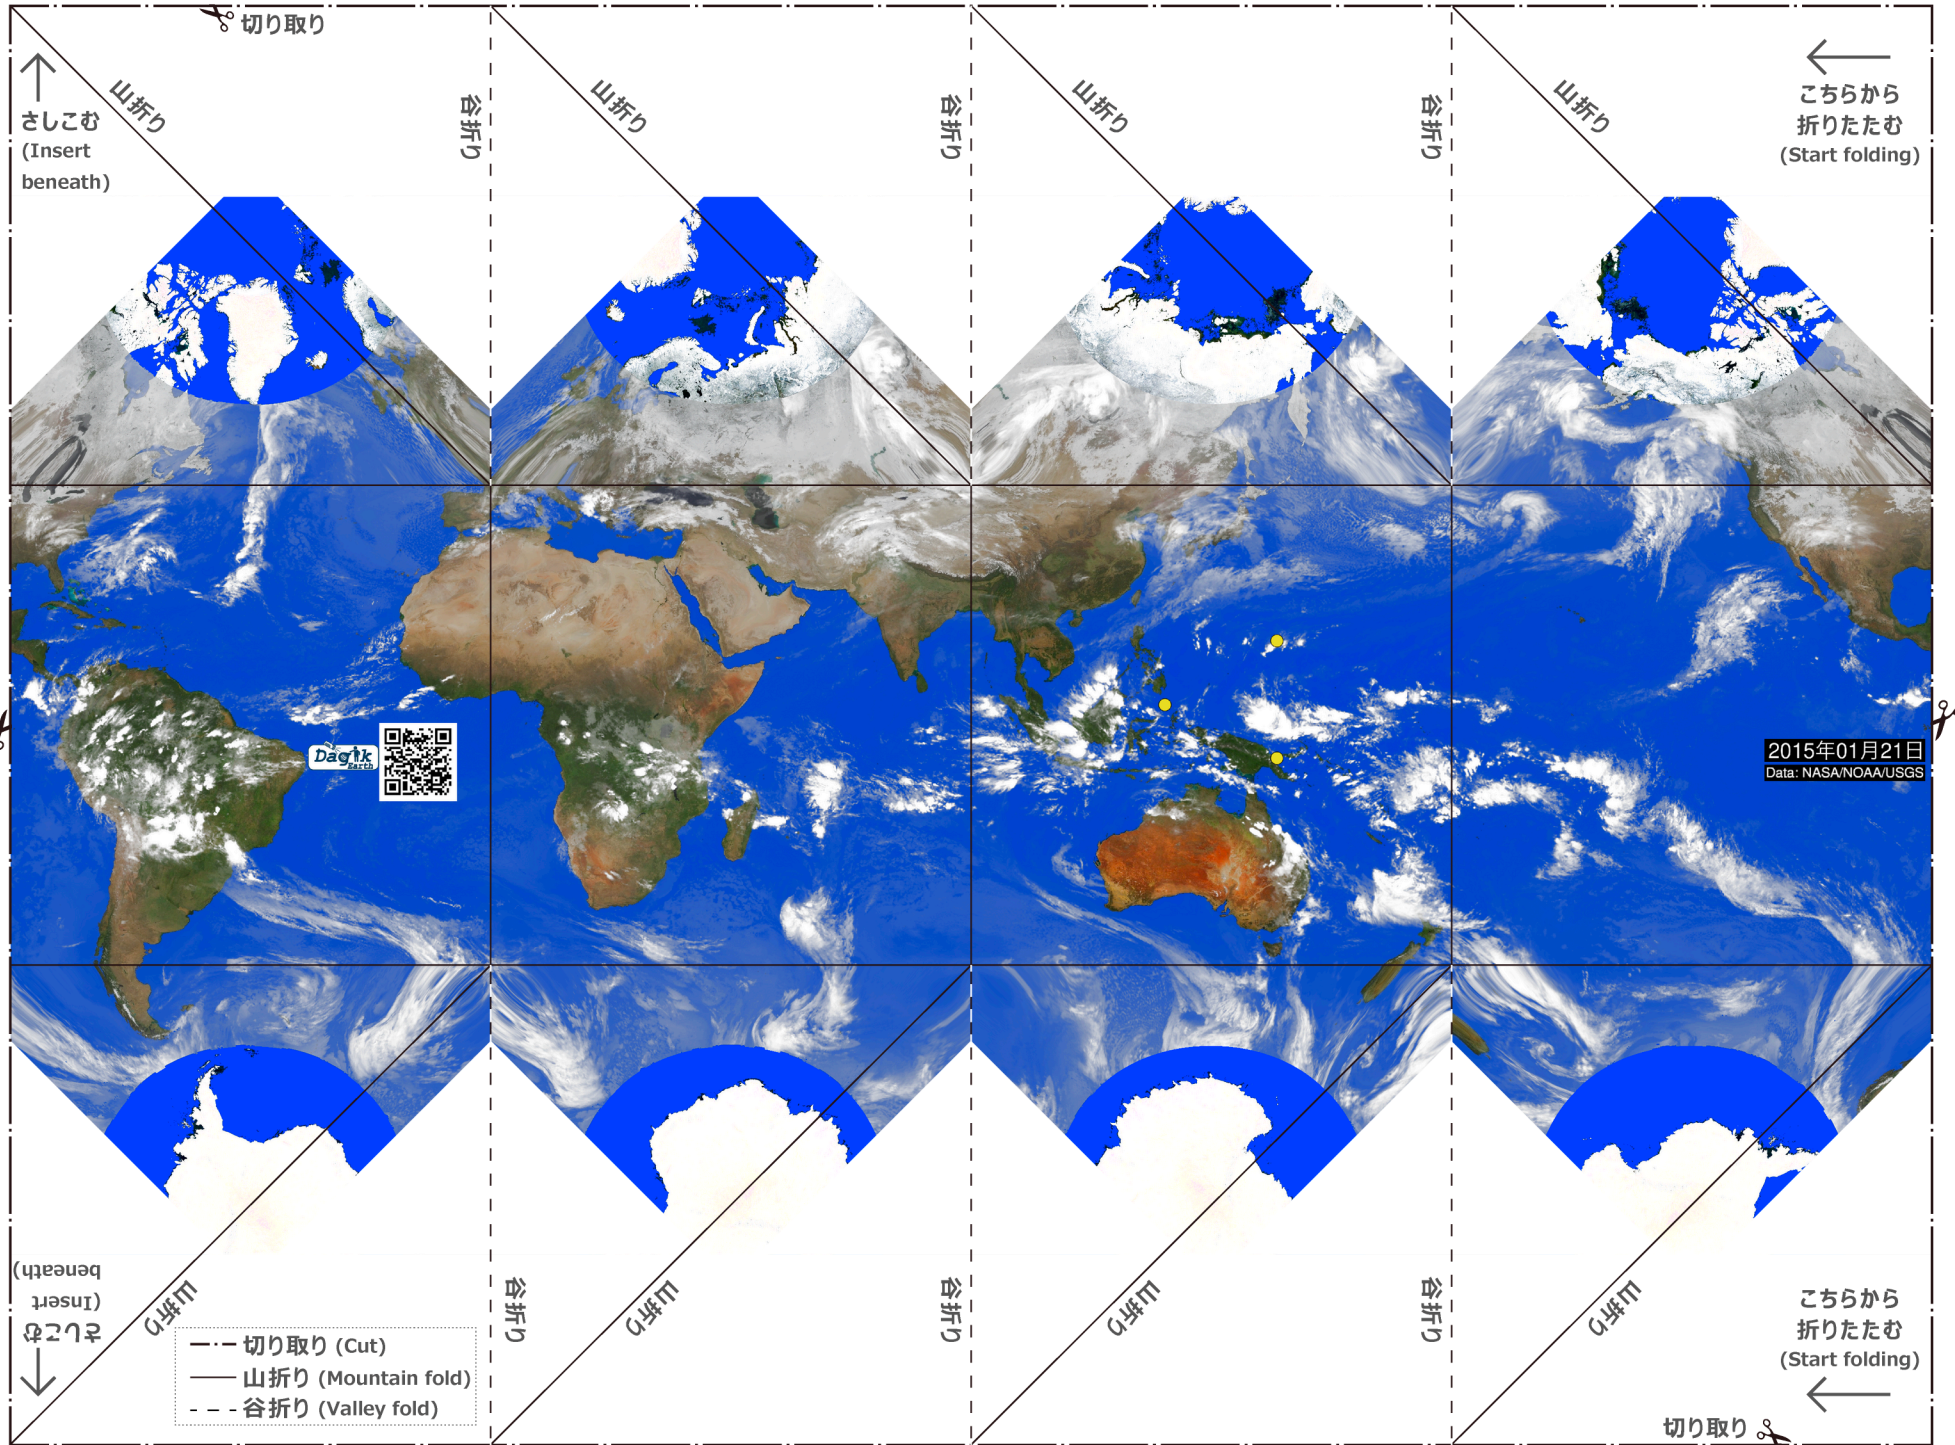 切り取り
山折り
谷折り
山折り
谷折り
山折り
谷折り
山折り
さしこむ
(Insert
beneath)
こちらから
折りたたむ
(Start folding)
Dagik
Earth
2015年01月21日
Data: NASA/NOAA/USGS
さしこむ
(Insert
beneath)
山折り
谷折り
山折り
谷折り
山折り
谷折り
山折り
こちらから
折りたたむ
(Start folding)
切り取り (Cut)
山折り (Mountain fold)
谷折り (Valley fold)
切り取り